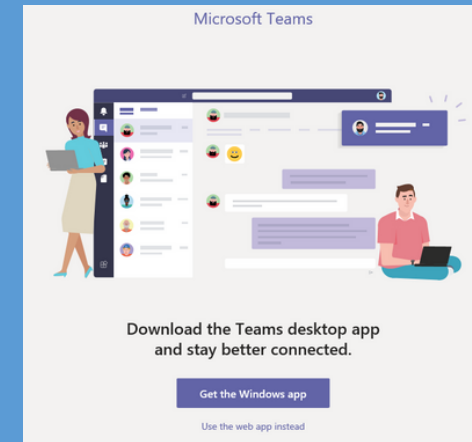 Microsoft Teams
Download the Teams desktop app
and stay better connected.
Get the Windows app
Use the web app instead